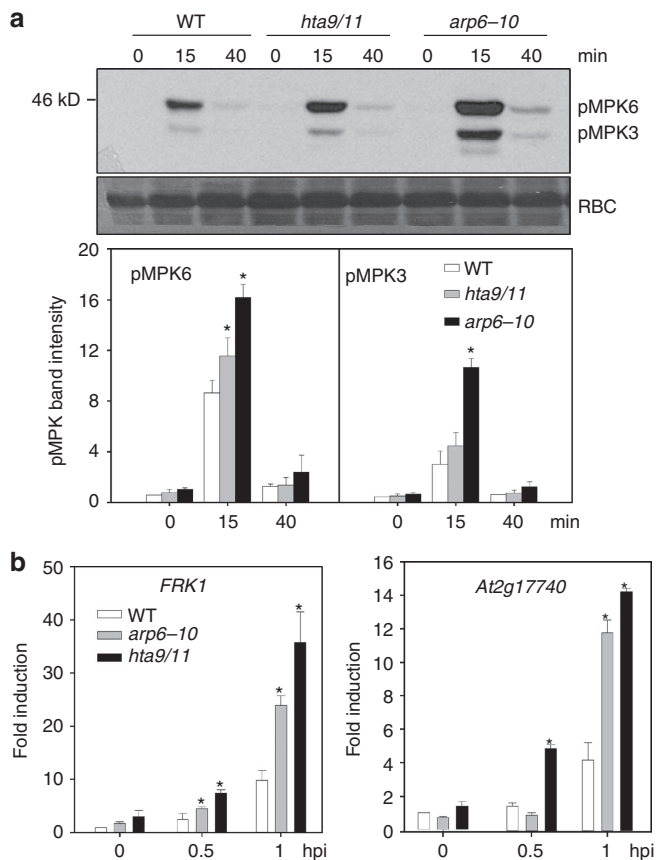 a
WT hta9/11 arp6–10
0 15 40 0 15 40 0 15 40 min
46 kD
pMPK6
pMPK3
RBC
pMPK band intensity
20
16
12
8
4
0
pMPK6
*
*
0 15 40
pMPK3
WT
hta9/11
arp6–10
*
0 15 40 min
b
Fold induction
50
40
30
20
10
0
FRK1
WT
arp6–10
hta9/11
* * * *
0 0.5 1 hpi
Fold induction
16
14
12
10
8
6
4
2
0
At2g17740
* * *
0 0.5 1 hpi